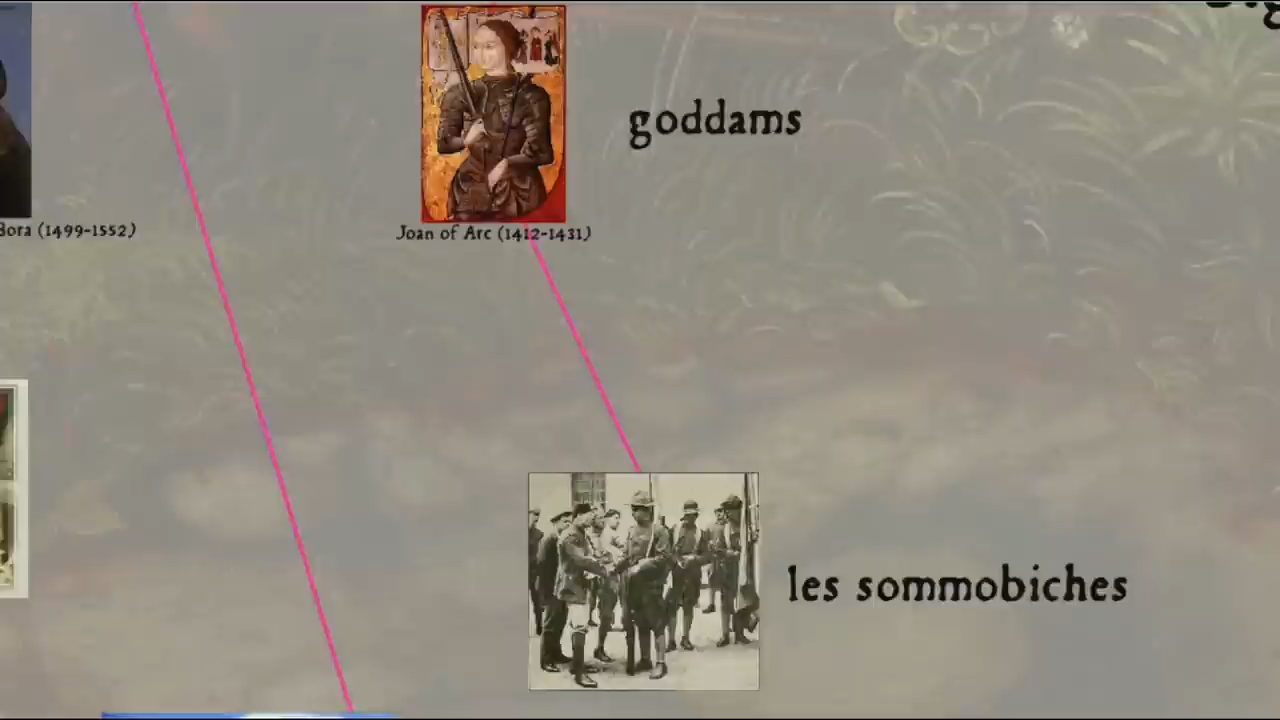 goddams
Bora (1499-1552)
Joan of Arc (1412-1431)
les sommobiches